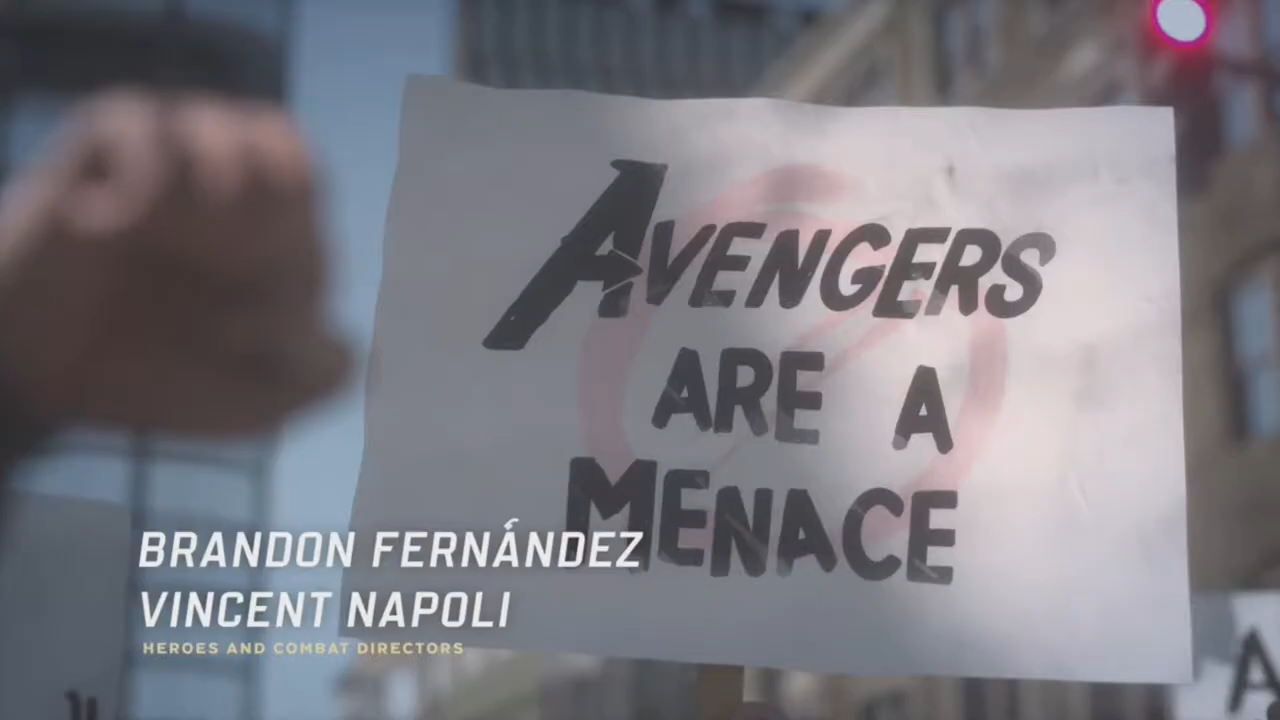 AVENGERS
ARE A
MENACE
BRANDON FERNÁNDEZ
VINCENT NAPOLI
HEROES AND COMBAT DIRECTORS
A